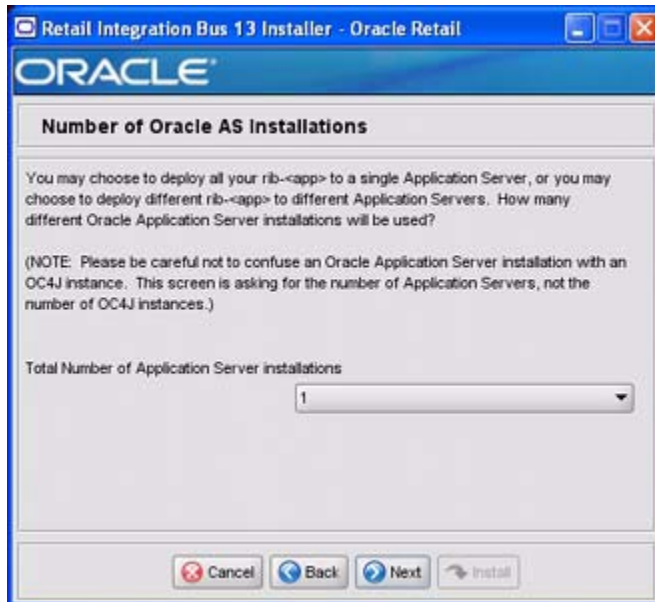 Retail Integration Bus 13 Installer - Oracle Retail
ORACLE
Number of Oracle AS Installations
You may choose to deploy all your rib-<app> to a single Application Server, or you may
choose to deploy different rib-<app> to different Application Servers. How many
different Oracle Application Server installations will be used?
(NOTE: Please be careful not to confuse an Oracle Application Server installation with an
OC4J instance. This screen is asking for the number of Application Servers, not the
number of OC4J instances.)
Total Number of Application Server installations
1
Cancel Back Next Install